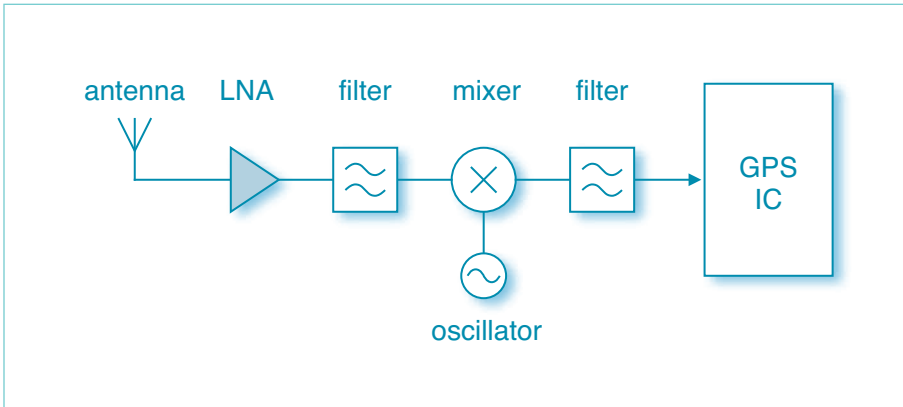 antenna
LNA
filter
mixer
filter
GPS
IC
oscillator